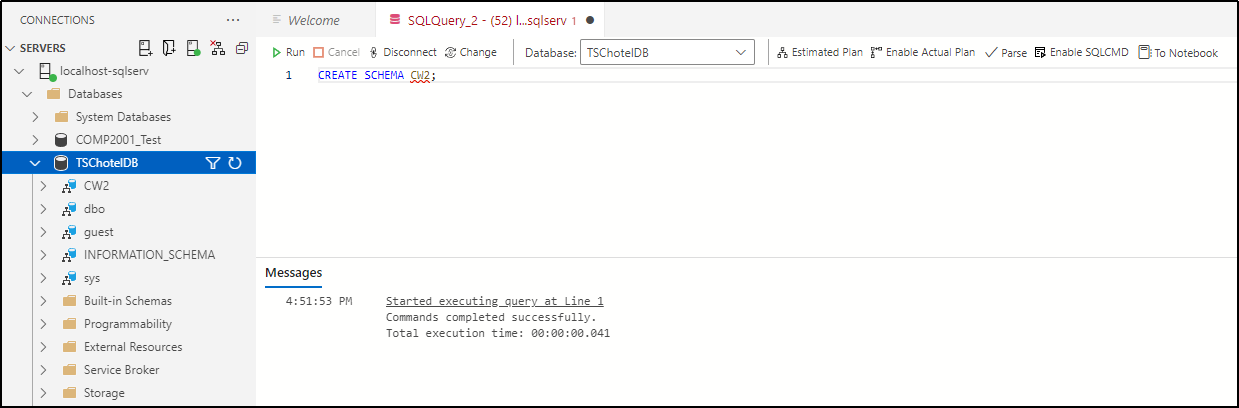 CONNECTIONS ...
SERVERS
localhost-sqlserv
Databases
System Databases
COMP2001_Test
TSChotelDB
CW2
dbo
guest
INFORMATION_SCHEMA
sys
Built-in Schemas
Programmability
External Resources
Service Broker
Storage
Welcome SQLQuery_2 - (52) l...sqlserv 1
Run Cancel Disconnect Change Database: TSChotelDB Estimated Plan Enable Actual Plan Parse Enable SQLCMD To Notebook
1 CREATE SCHEMA CW2;
Messages
4:51:53 PM Started executing query at Line 1
Commands completed successfully.
Total execution time: 00:00:00.041